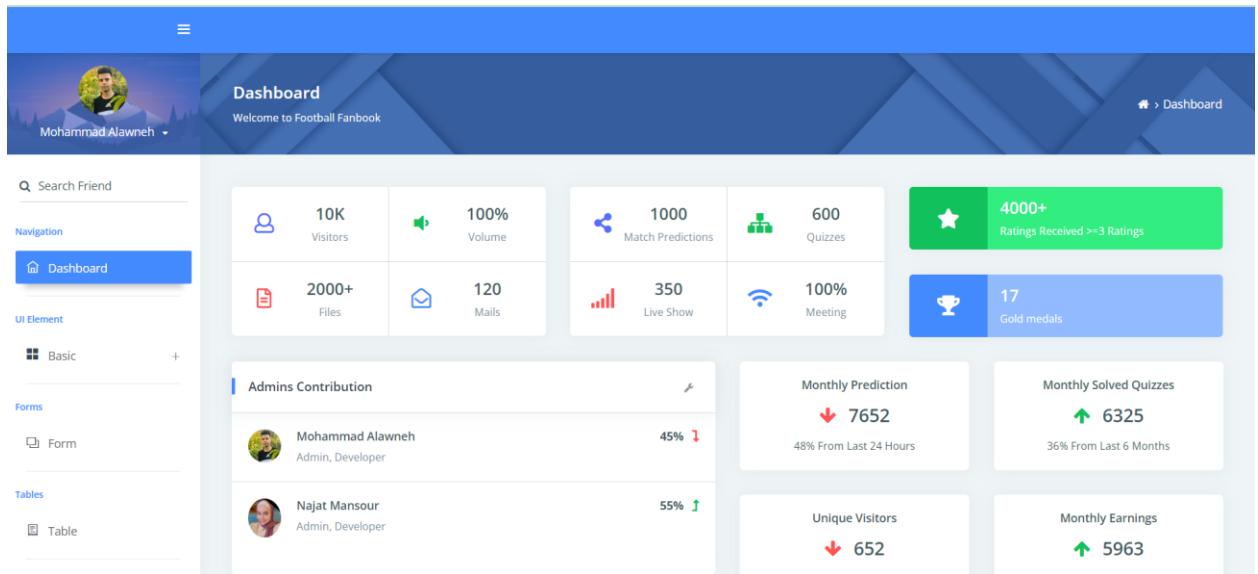 Mohammad Alawneh
Search Friend
Navigation
Dashboard
UI Element
Basic +
Forms
Form
Tables
Table
Dashboard
Welcome to Football Fanbook
> Dashboard
10K
Visitors
100%
Volume
2000+
Files
120
Mails
1000
Match Predictions
600
Quizzes
350
Live Show
100%
Meeting
4000+
Ratings Received >=3 Ratings
17
Gold medals
Admins Contribution
Mohammad Alawneh 45%
Admin, Developer
Najat Mansour 55%
Admin, Developer
Monthly Prediction
7652
48% From Last 24 Hours
Monthly Solved Quizzes
6325
36% From Last 6 Months
Unique Visitors
652
Monthly Earnings
5963